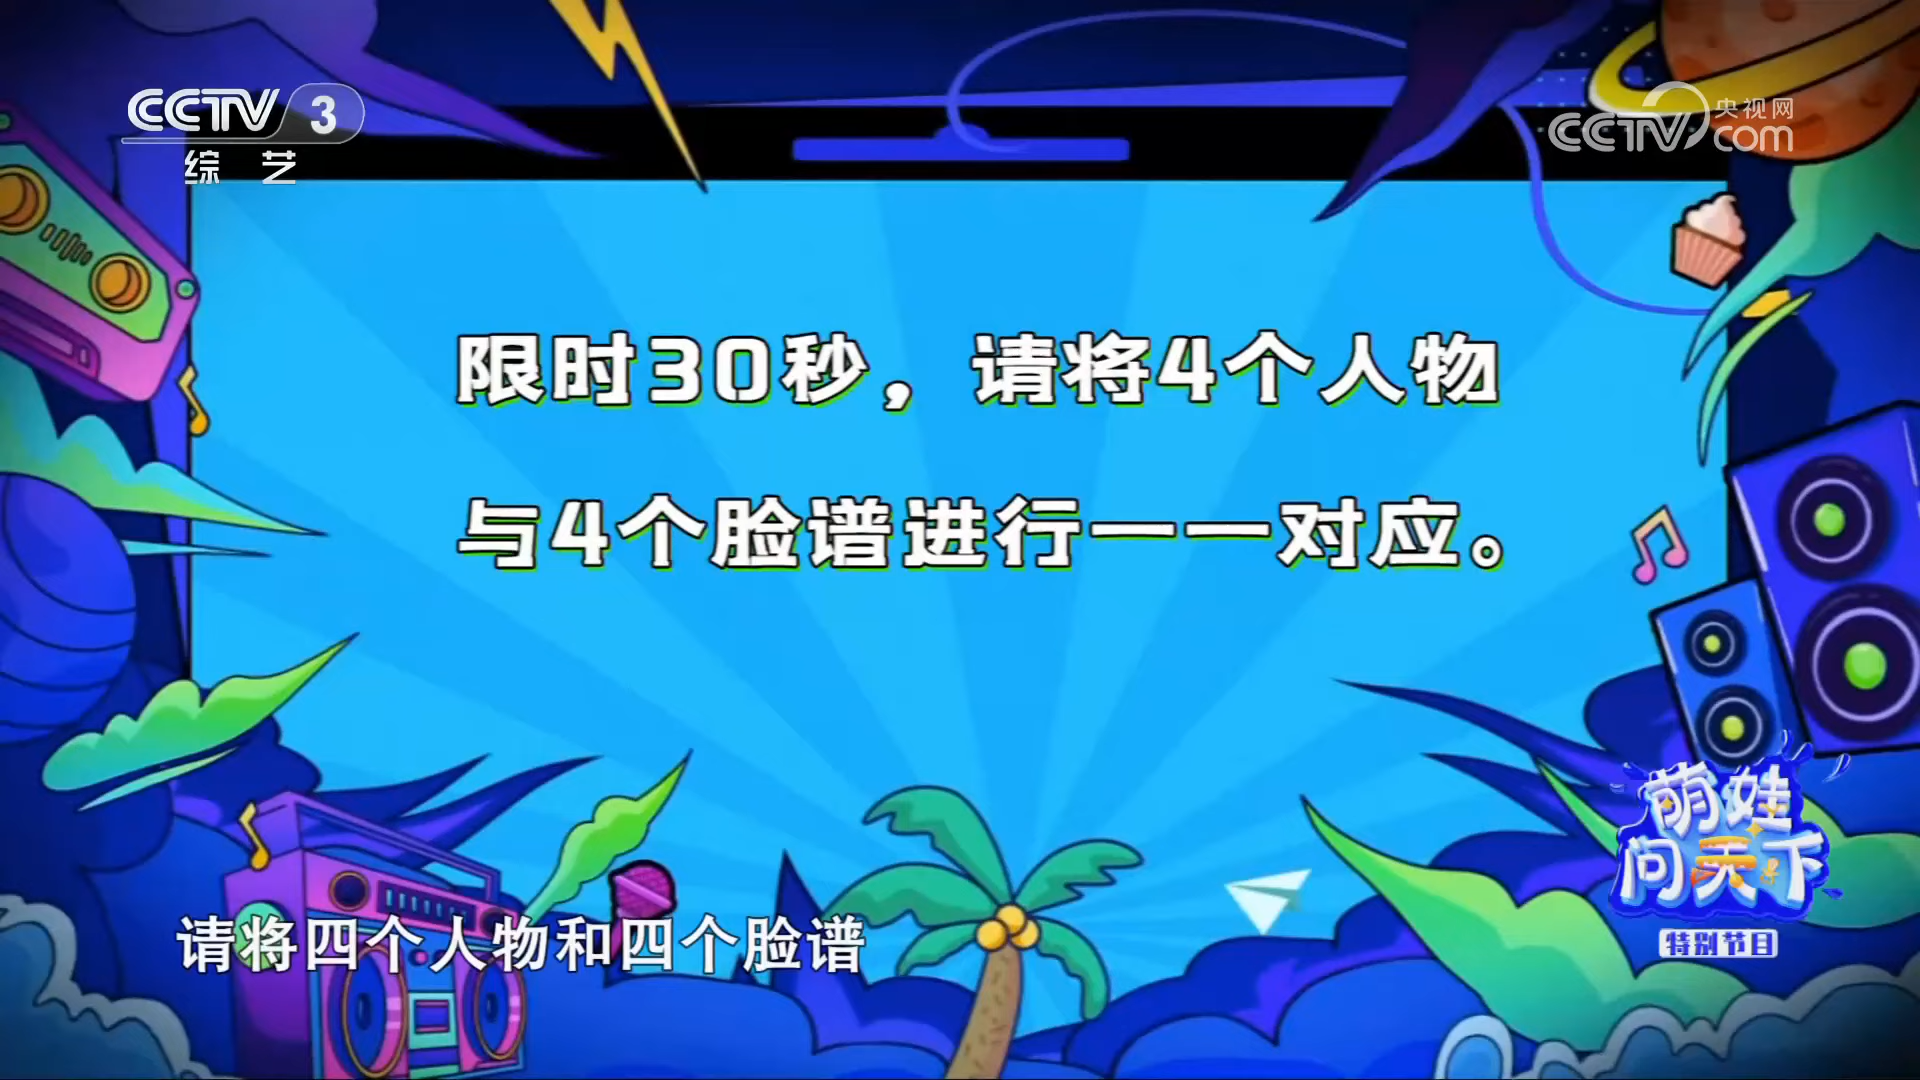 CCTV 3
综 艺
央视网
CCTV.com
限时30秒，请将4个人物
与4个脸谱进行一一对应。
萌娃
问天下
特别节目
请将四个人物和四个脸谱